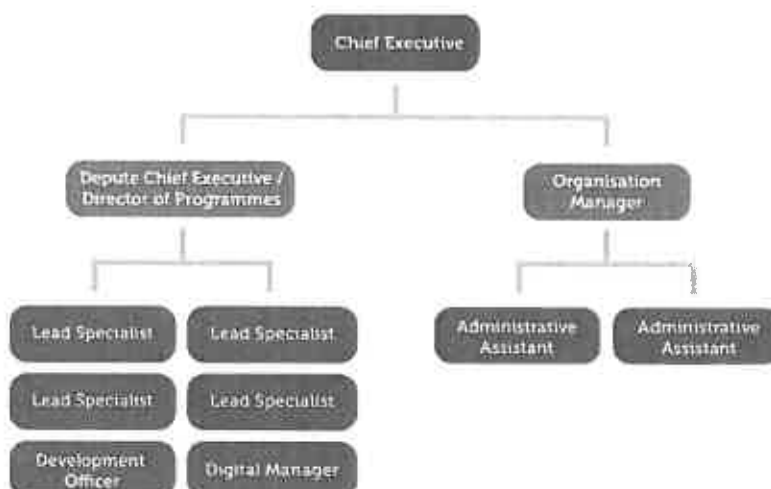 Chief Executive
Depute Chief Executive /
Director of Programmes
Organisation
Manager
Lead Specialist
Lead Specialist
Administrative
Assistant
Administrative
Assistant
Lead Specialist
Lead Specialist
Development
Officer
Digital Manager